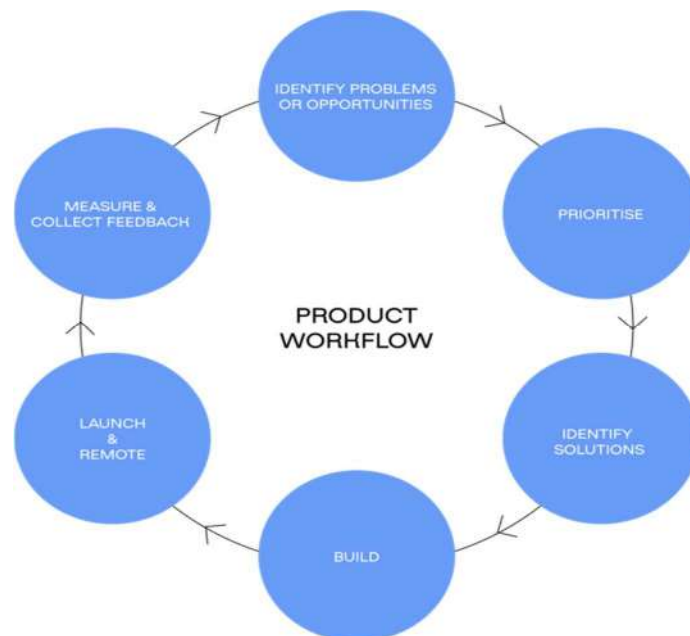 IDENTIFY PROBLEMS
OR OPPORTUNITIES
PRIORITISE
IDENTIFY
SOLUTIONS
BUILD
LAUNCH
&
REMOTE
MEASURE &
COLLECT FEEDBACK
PRODUCT
WORKFLOW